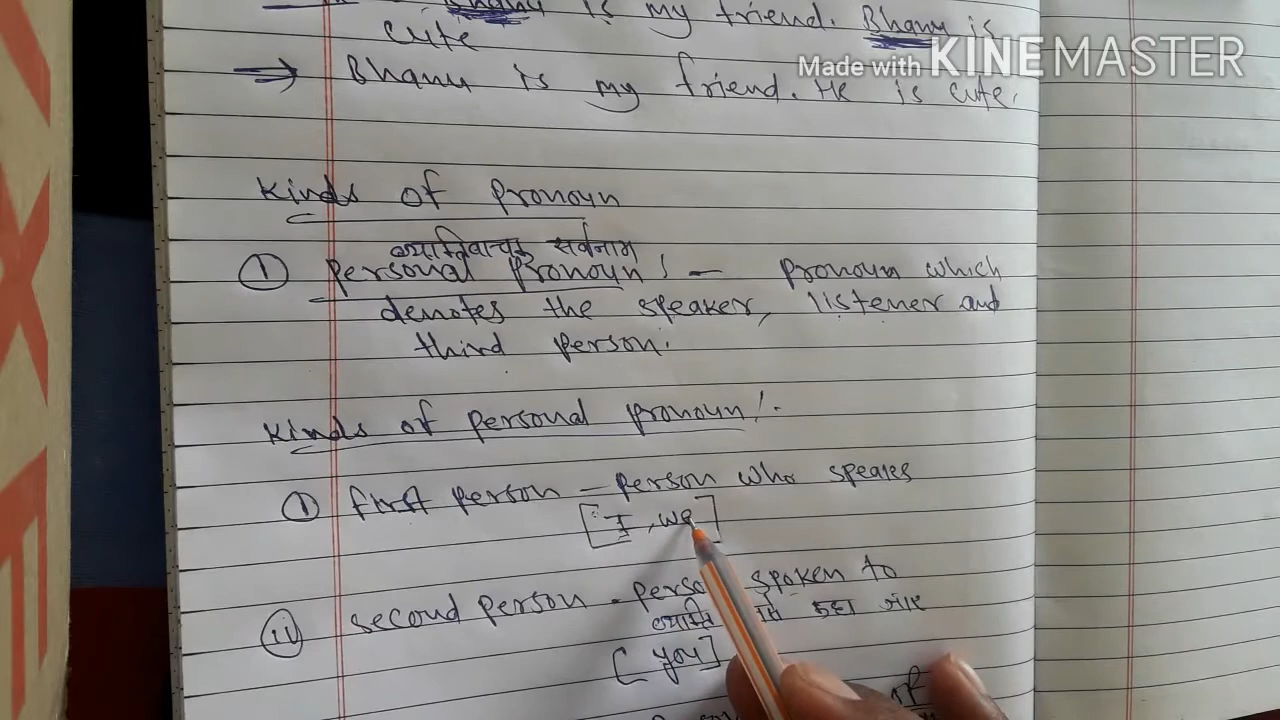 is my friend. Bhanu is
cute
Made with KINEMASTER
→ Bhanu is my friend. He is cute.
Kinds of pronoun
व्यक्तिवाचक सर्वनाम
① personal pronoun :- pronoun which
denotes the speaker, listener and
third person.
Kinds of personal pronoun :-
① first person - person who speaks
[I, we]
(ii) second person - person spoken to
[you]